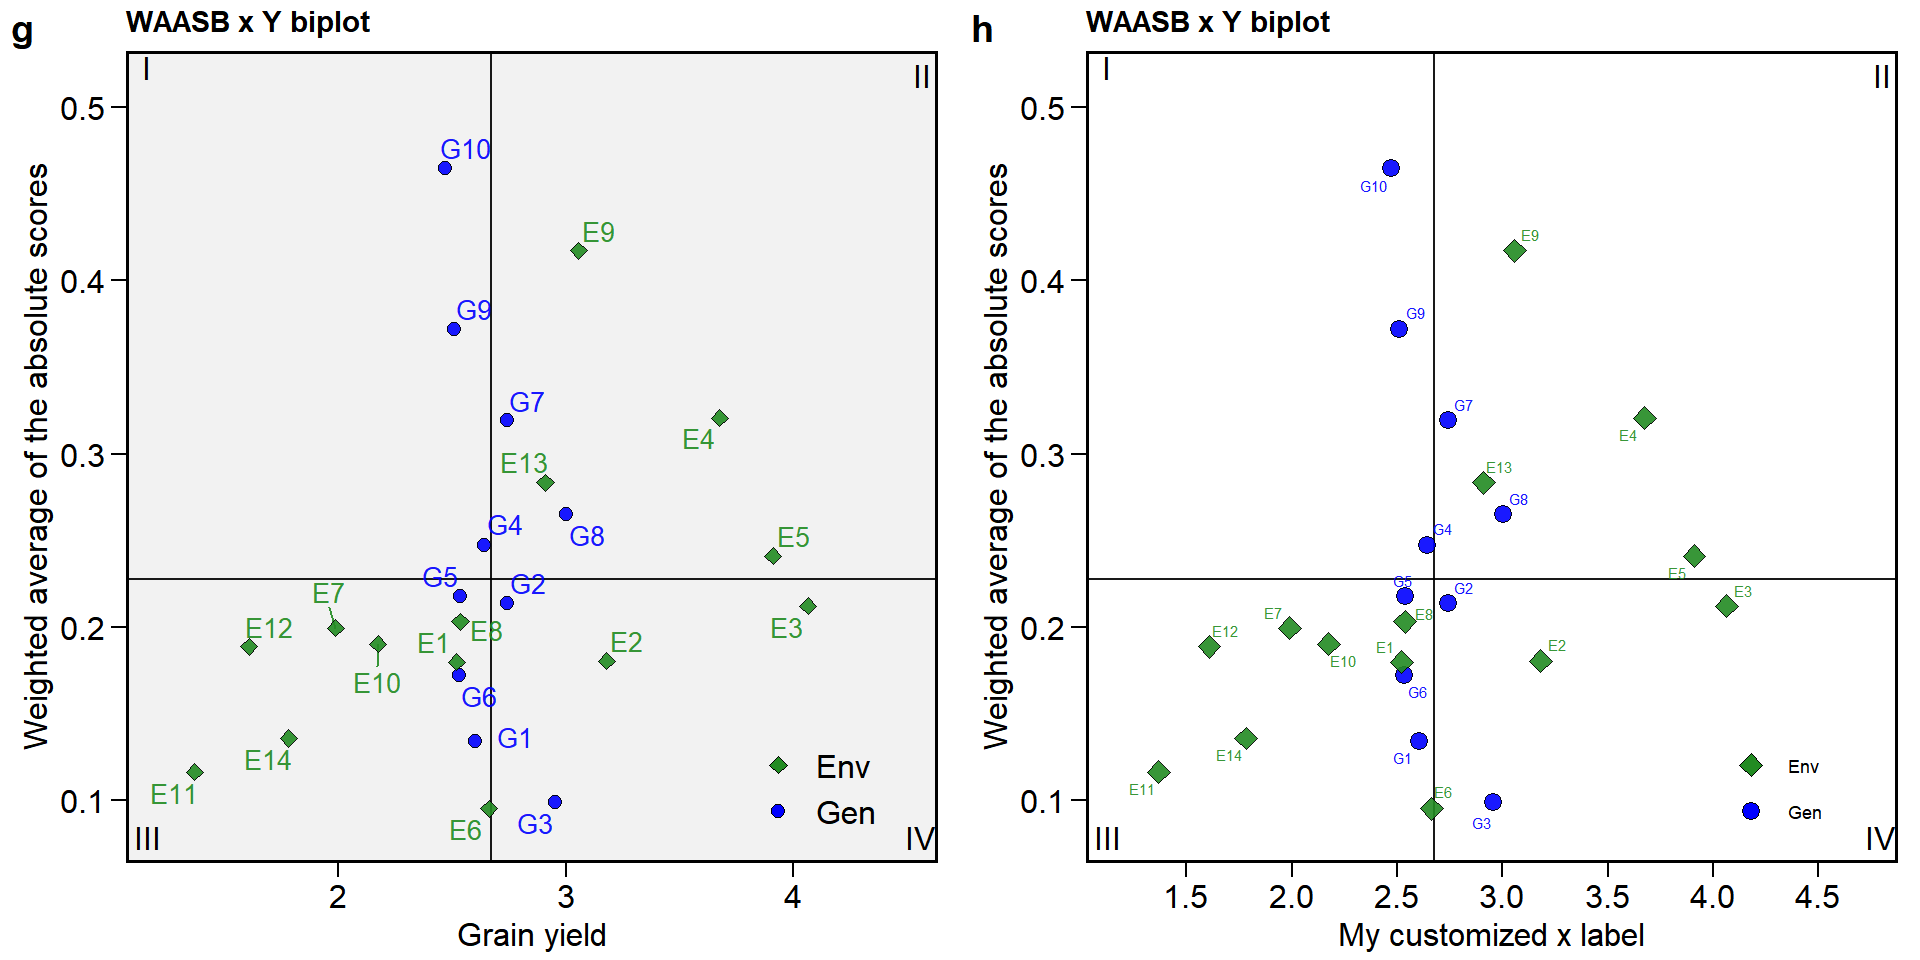 g
WAASB x Y biplot
I
II
0.5
0.4
0.3
0.2
0.1
Weighted average of the absolute scores
G10
E9
G9
G7
E4
E13
G4
G8
E5
G5
G2
E7
E12
E8
E1
E3
E2
E10
G6
G1
E14
E11
E6
G3
Env
Gen
III
IV
2
3
4
Grain yield
h
WAASB x Y biplot
I
II
0.5
0.4
0.3
0.2
0.1
Weighted average of the absolute scores
G10
E9
G9
G7
E4
E13
G8
G4
E5
G5
G2
E3
E7
E8
E12
E1
E2
E10
G6
E14
G1
E11
E6
G3
Env
Gen
III
IV
1.5
2.0
2.5
3.0
3.5
4.0
4.5
My customized x label